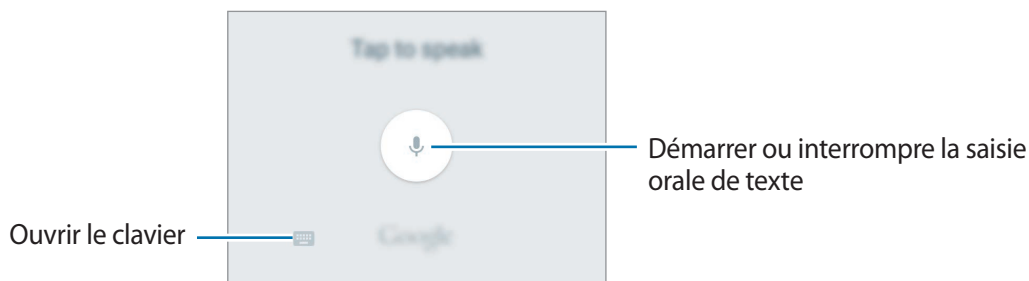 Tap to speak
Démarrer ou interrompre la saisie
orale de texte
Ouvrir le clavier
Google